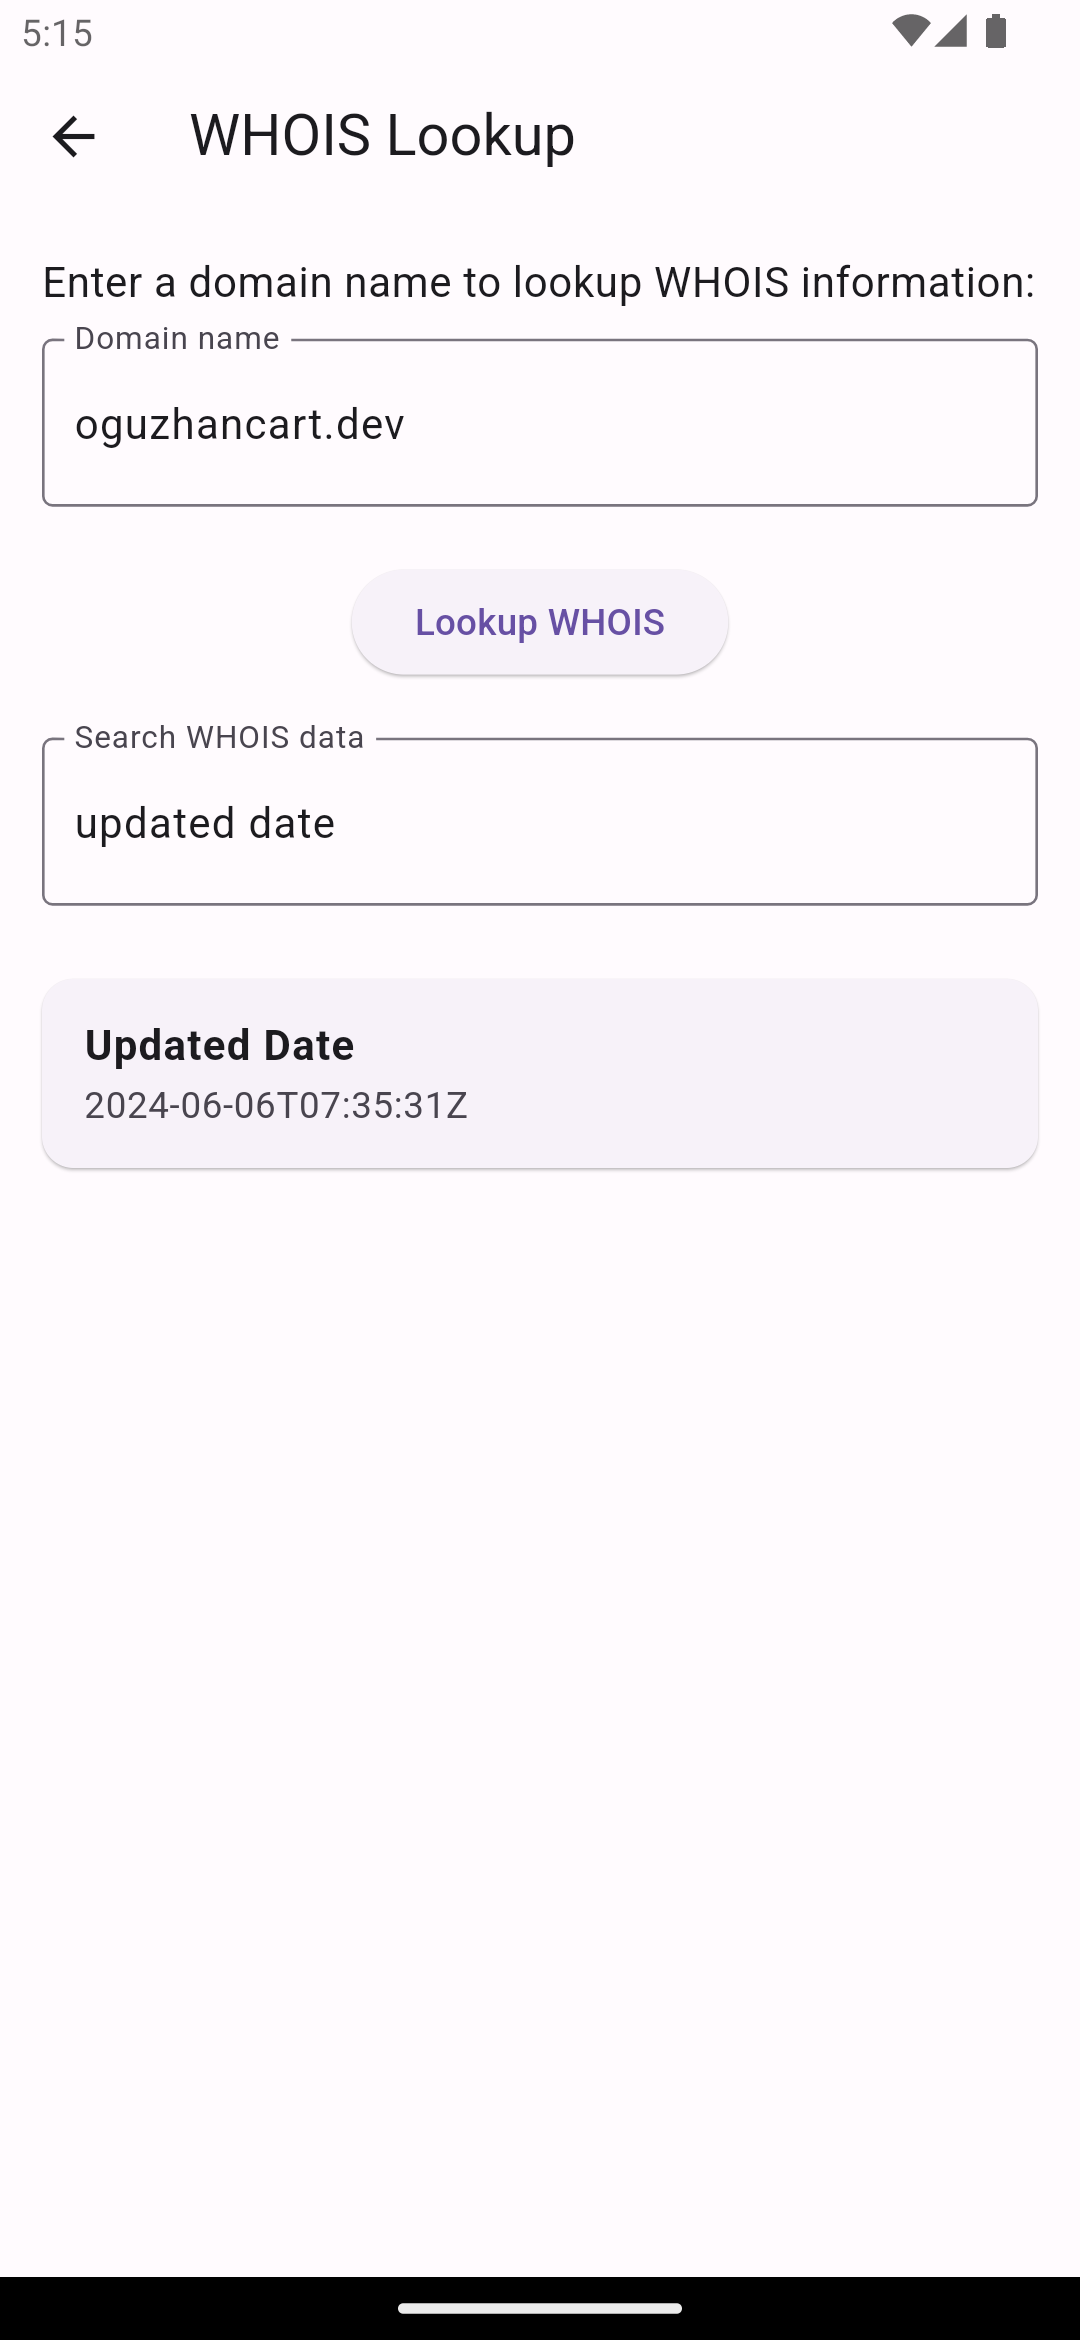 5:15
WHOIS Lookup
Enter a domain name to lookup WHOIS information:
Domain name
oguzhancart.dev
Lookup WHOIS
Search WHOIS data
updated date
Updated Date
2024-06-06T07:35:31Z